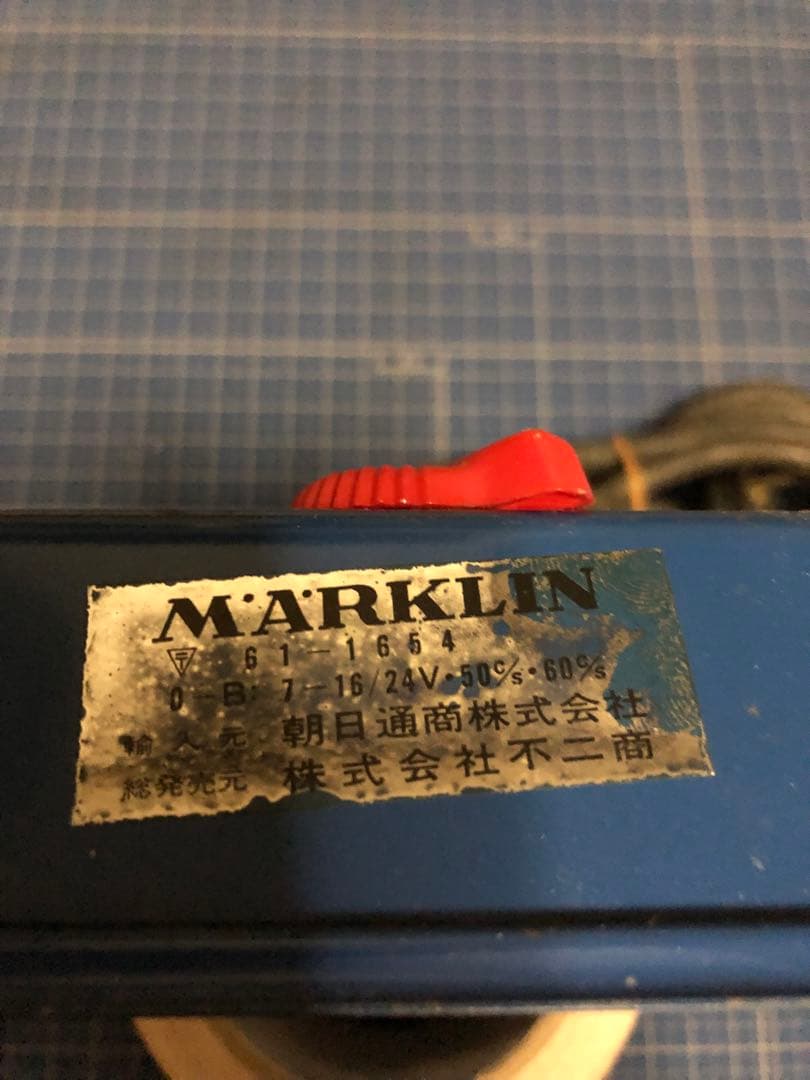 MÄRKLIN
〒 61-1654
0-B: 7-16/24V・50c/s・60c/s
輸入元 朝日通商株式会社
総発売元 株式会社不二商